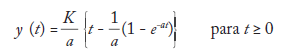 y (t) = K/a {t - 1/a (1 - e^-at)} para t ≥ 0